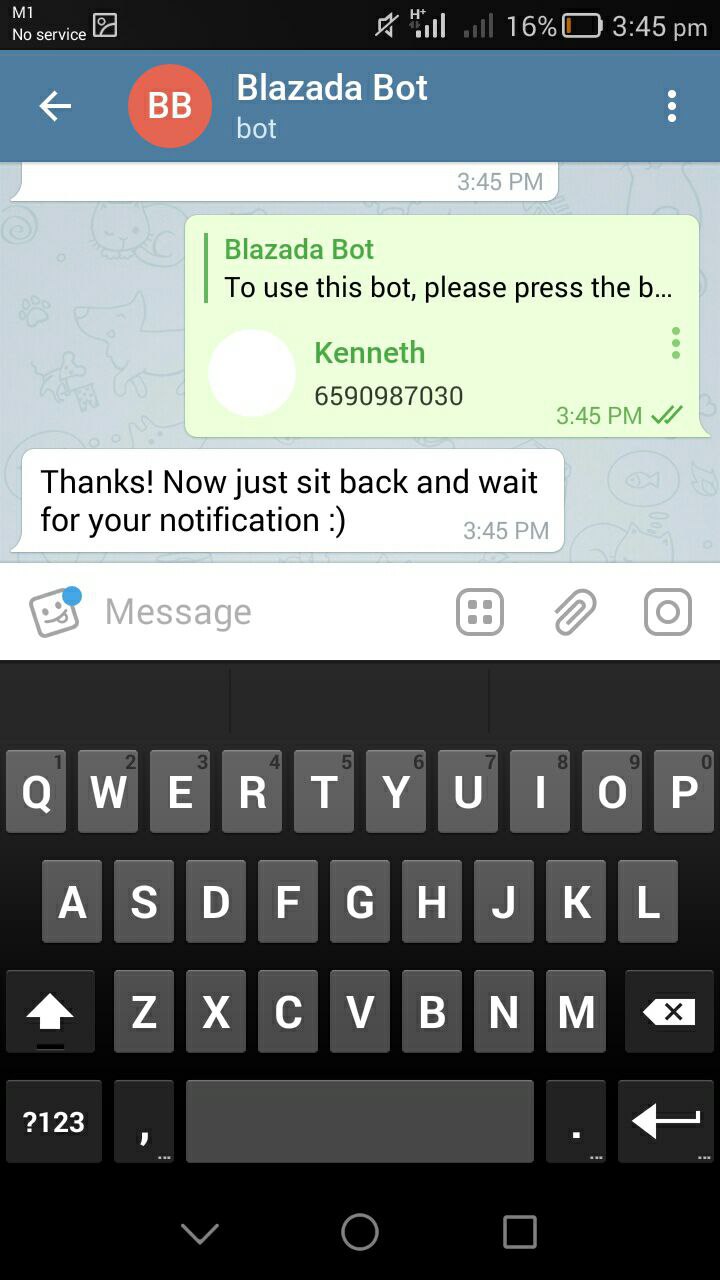 M1
No service
H+
16%
3:45 pm
BB
Blazada Bot
bot
3:45 PM
Blazada Bot
To use this bot, please press the b...
Kenneth
6590987030
3:45 PM
Thanks! Now just sit back and wait
for your notification :)
3:45 PM
Message
1 2 3 4 5 6 7 8 9 0
Q W E R T Y U I O P
A S D F G H J K L
Z X C V B N M
?123 , ... . ... ...